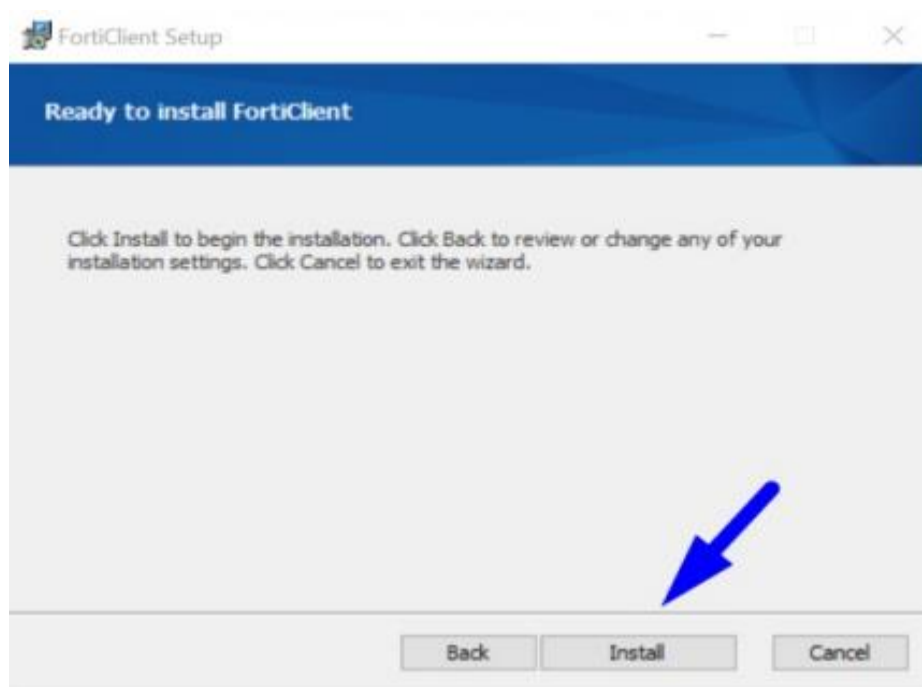 FortiClient Setup
Ready to install FortiClient
Click Install to begin the installation. Click Back to review or change any of your
installation settings. Click Cancel to exit the wizard.
Back
Install
Cancel